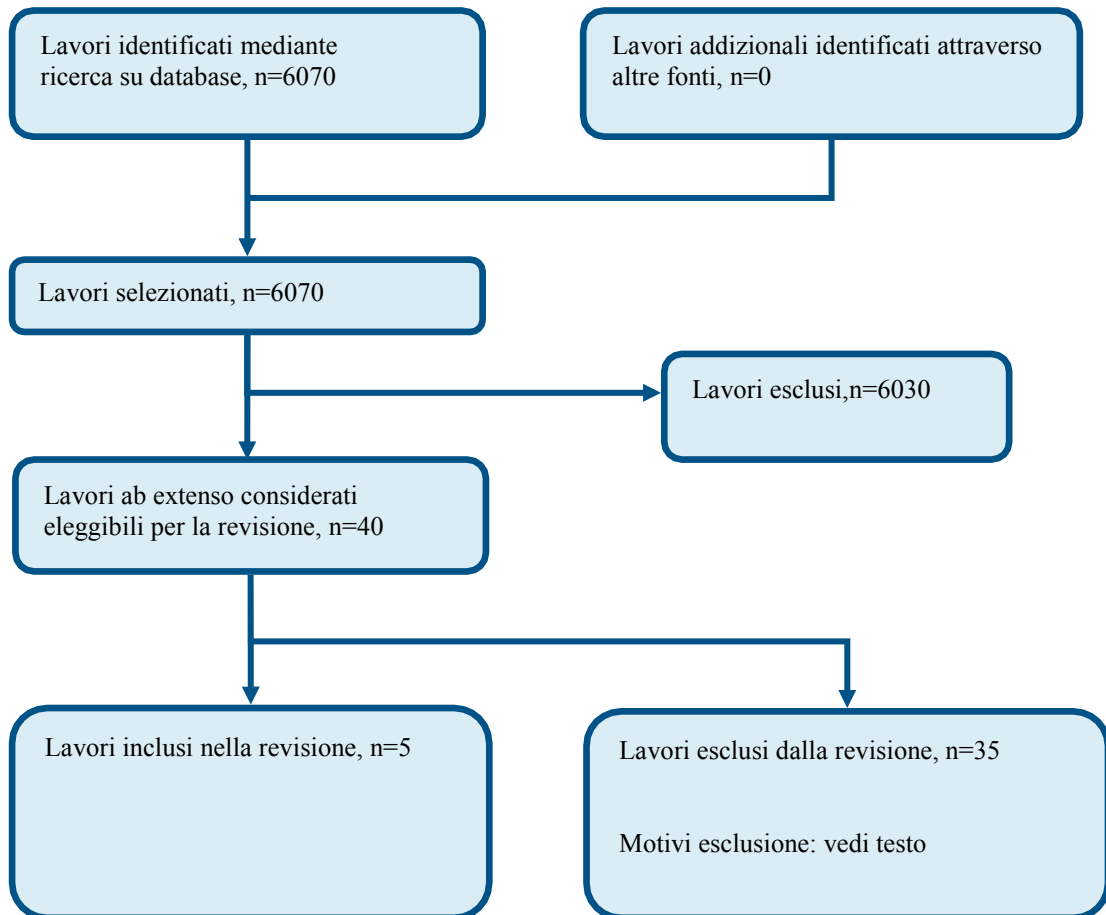 Lavori identificati mediante
ricerca su database, n=6070
Lavori addizionali identificati attraverso
altre fonti, n=0
Lavori selezionati, n=6070
Lavori esclusi,n=6030
Lavori ab extenso considerati
eleggibili per la revisione, n=40
Lavori inclusi nella revisione, n=5
Lavori esclusi dalla revisione, n=35
Motivi esclusione: vedi testo